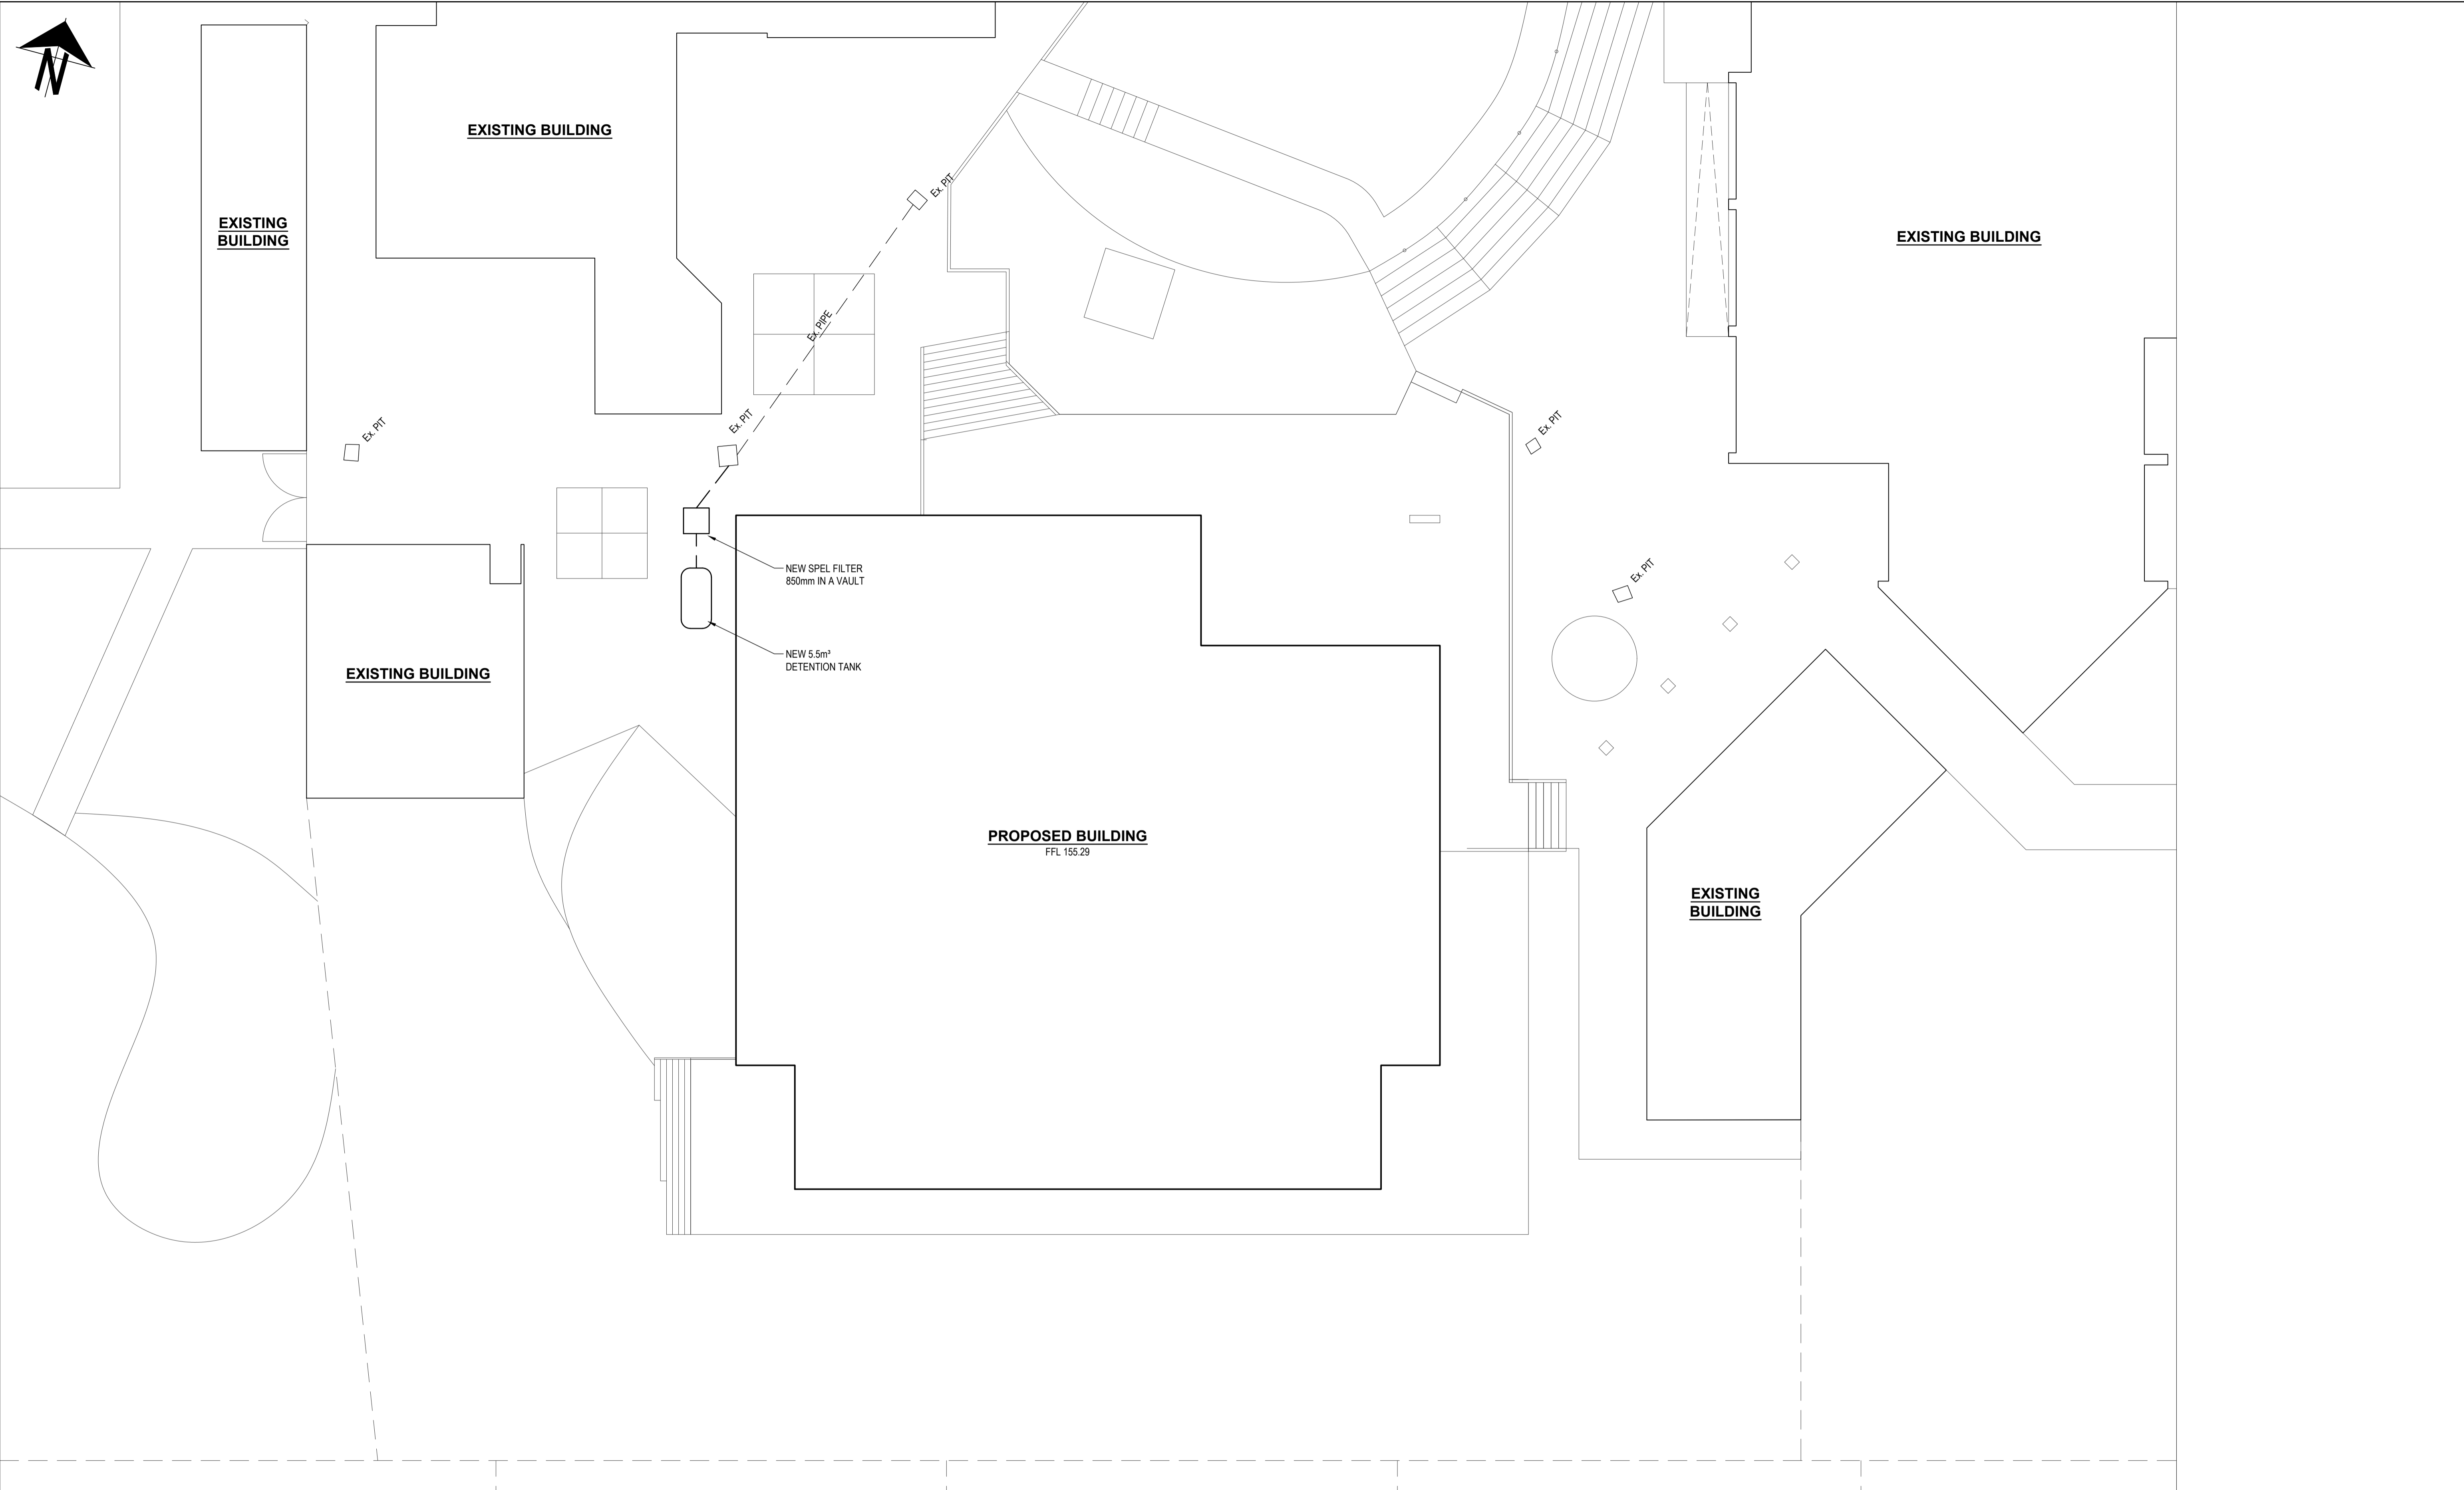 N
EXISTING BUILDING
Ex. PIT
EXISTING
BUILDING
EXISTING BUILDING
Ex. PIPE
Ex. PIT
Ex. PIT
Ex. PIT
NEW SPEL FILTER
850mm IN A VAULT
Ex. PIT
NEW 5.5m³
DETENTION TANK
EXISTING BUILDING
PROPOSED BUILDING
FFL 155.29
EXISTING
BUILDING